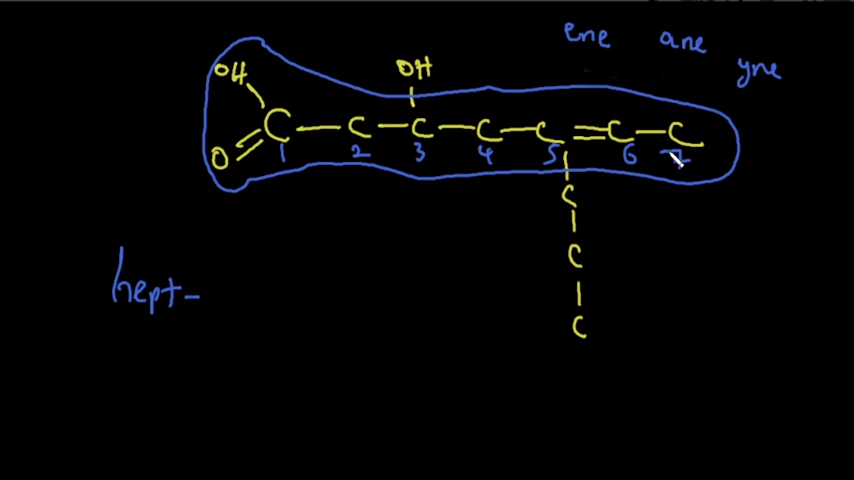 ene ane yne
OH OH
C — C — C — C — C = C — C
O 1 2 3 4 5 6 7
C
C
hept-
C